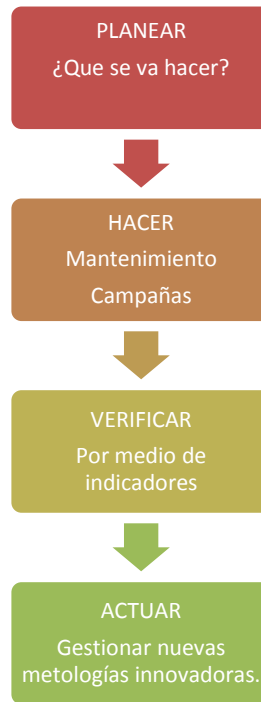 PLANEAR
¿Que se va hacer?
HACER
Mantenimiento
Campañas
VERIFICAR
Por medio de
indicadores
ACTUAR
Gestionar nuevas
metologías innovadoras.